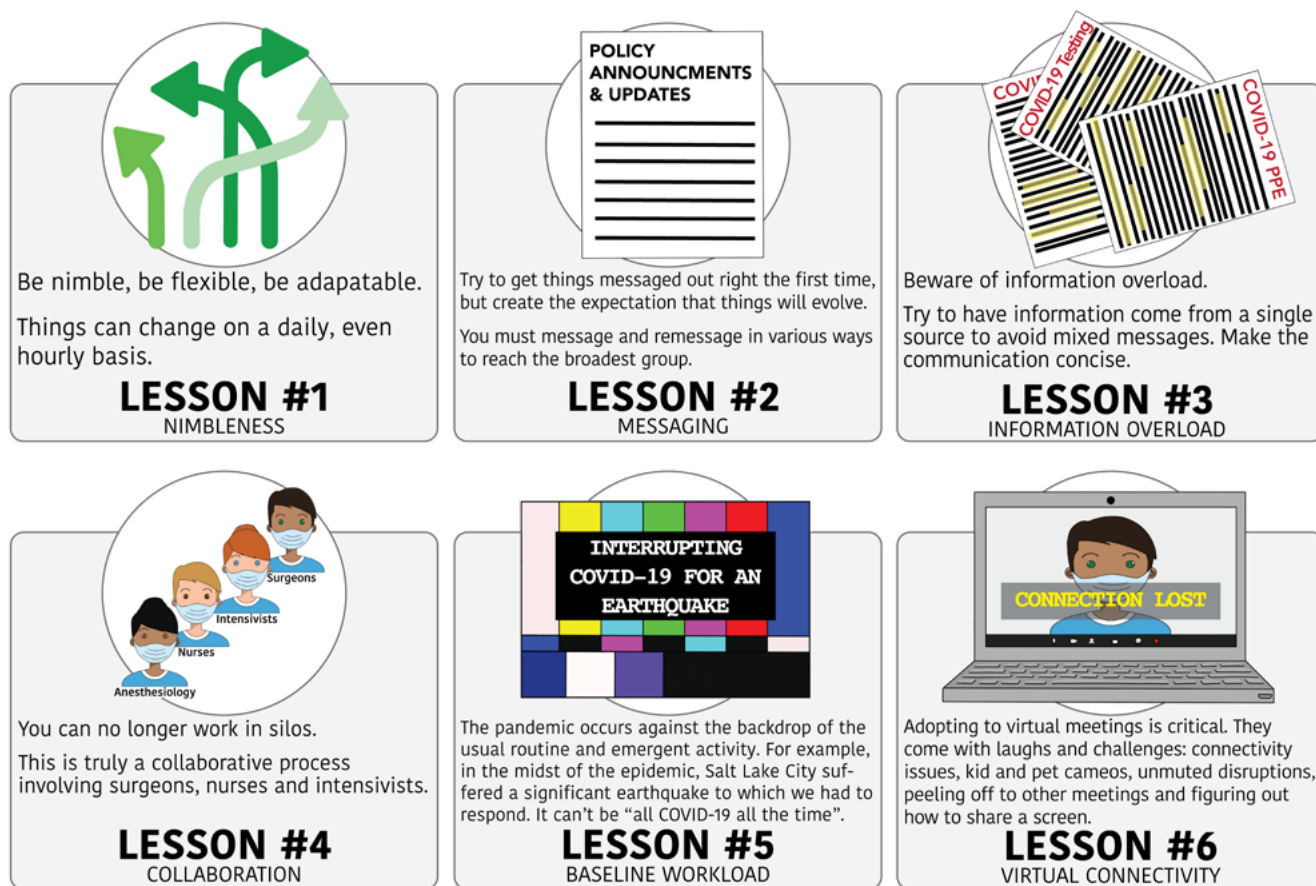 Be nimble, be flexible, be adapatable.
Things can change on a daily, even
hourly basis.
LESSON #1
NIMBLENESS
POLICY
ANNOUNCMENTS
& UPDATES
Try to get things messaged out right the first time,
but create the expectation that things will evolve.
You must message and remessage in various ways
to reach the broadest group.
LESSON #2
MESSAGING
COVI
COVID-19 Testing
COVID-19 PPE
Beware of information overload.
Try to have information come from a single
source to avoid mixed messages. Make the
communication concise.
LESSON #3
INFORMATION OVERLOAD
Surgeons
Intensivists
Nurses
Anesthesiology
You can no longer work in silos.
This is truly a collaborative process
involving surgeons, nurses and intensivists.
LESSON #4
COLLABORATION
INTERRUPTING
COVID-19 FOR AN
EARTHQUAKE
The pandemic occurs against the backdrop of the
usual routine and emergent activity. For example,
in the midst of the epidemic, Salt Lake City suf-
fered a significant earthquake to which we had to
respond. It can’t be “all COVID-19 all the time”.
LESSON #5
BASELINE WORKLOAD
CONNECTION LOST
Adopting to virtual meetings is critical. They
come with laughs and challenges: connectivity
issues, kid and pet cameos, unmuted disruptions,
peeling off to other meetings and figuring out
how to share a screen.
LESSON #6
VIRTUAL CONNECTIVITY